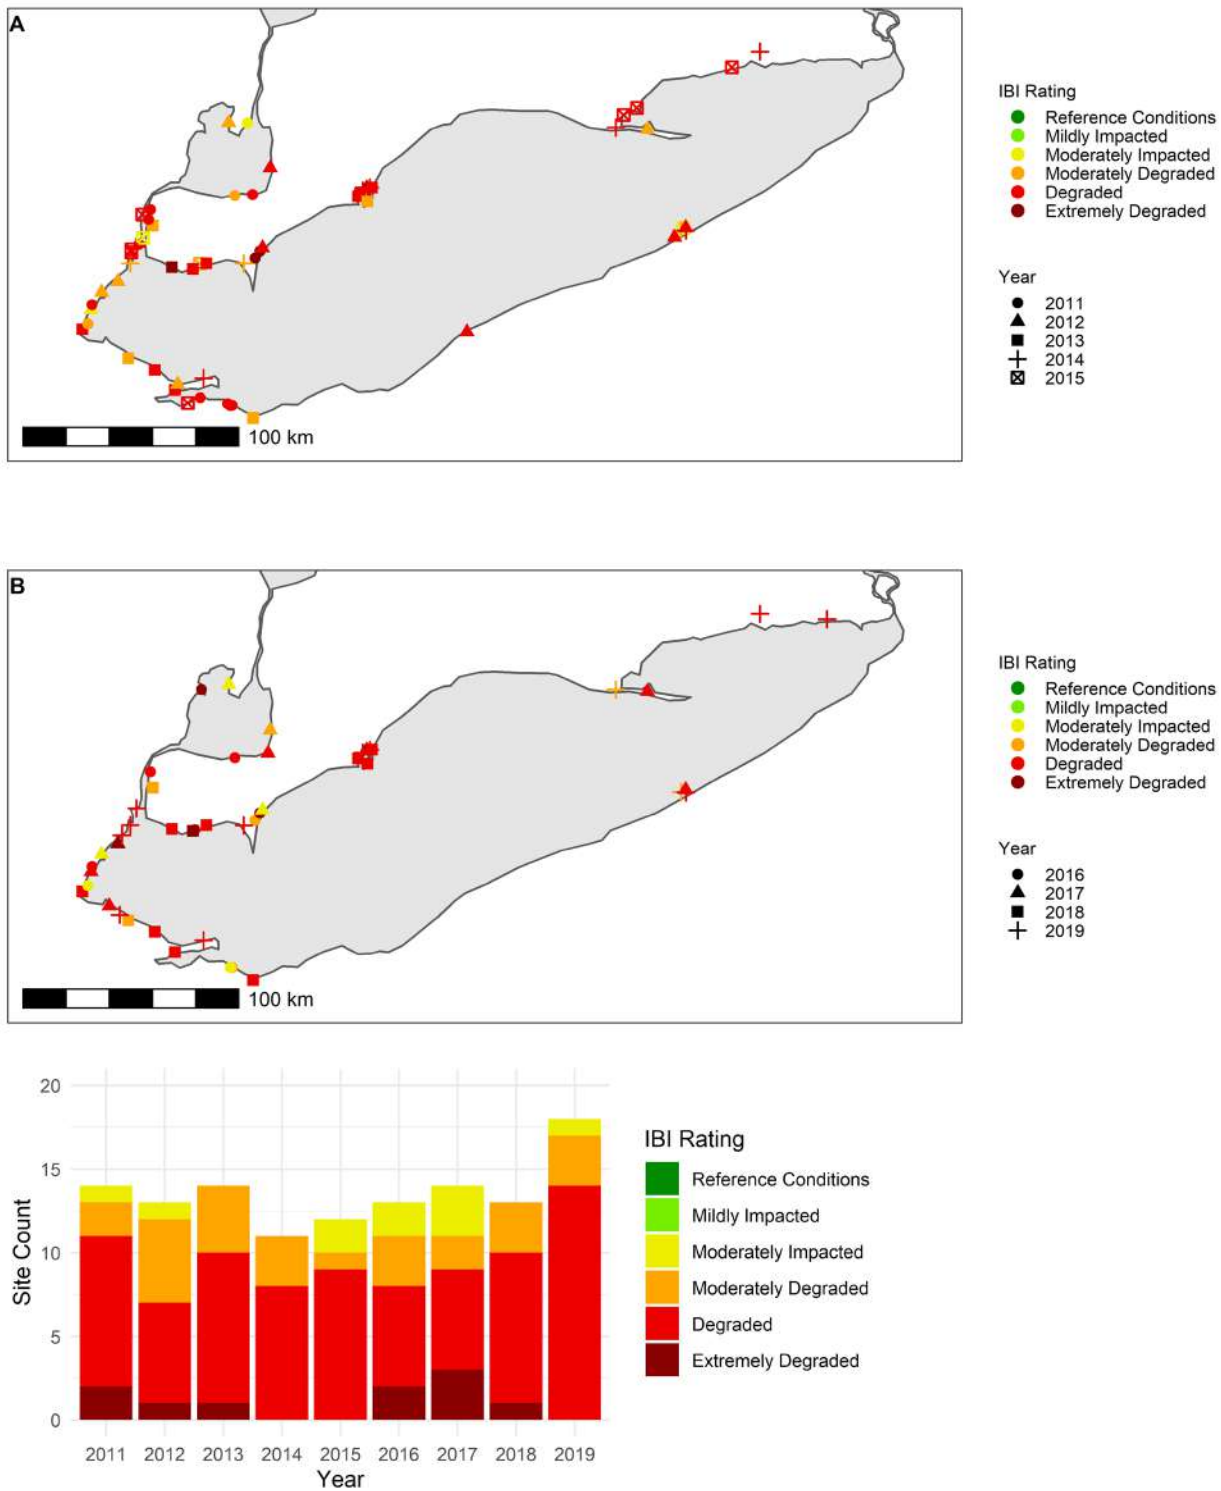 A
IBI Rating
Reference Conditions
Mildly Impacted
Moderately Impacted
Moderately Degraded
Degraded
Extremely Degraded
Year
2011
2012
2013
2014
2015
100 km
B
IBI Rating
Reference Conditions
Mildly Impacted
Moderately Impacted
Moderately Degraded
Degraded
Extremely Degraded
Year
2016
2017
2018
2019
100 km
20
15
10
5
0
Site Count
2011 2012 2013 2014 2015 2016 2017 2018 2019
Year
IBI Rating
Reference Conditions
Mildly Impacted
Moderately Impacted
Moderately Degraded
Degraded
Extremely Degraded